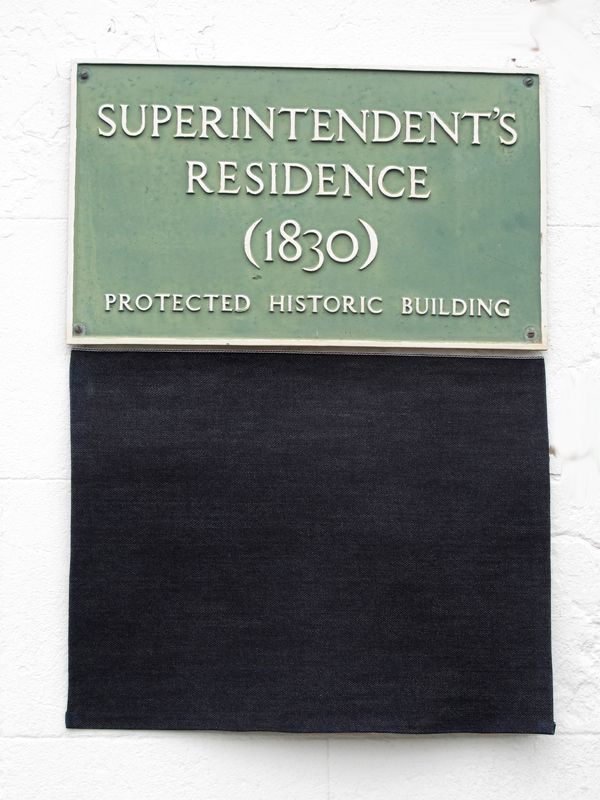 SUPERINTENDENT'S
RESIDENCE
(1830)
PROTECTED HISTORIC BUILDING